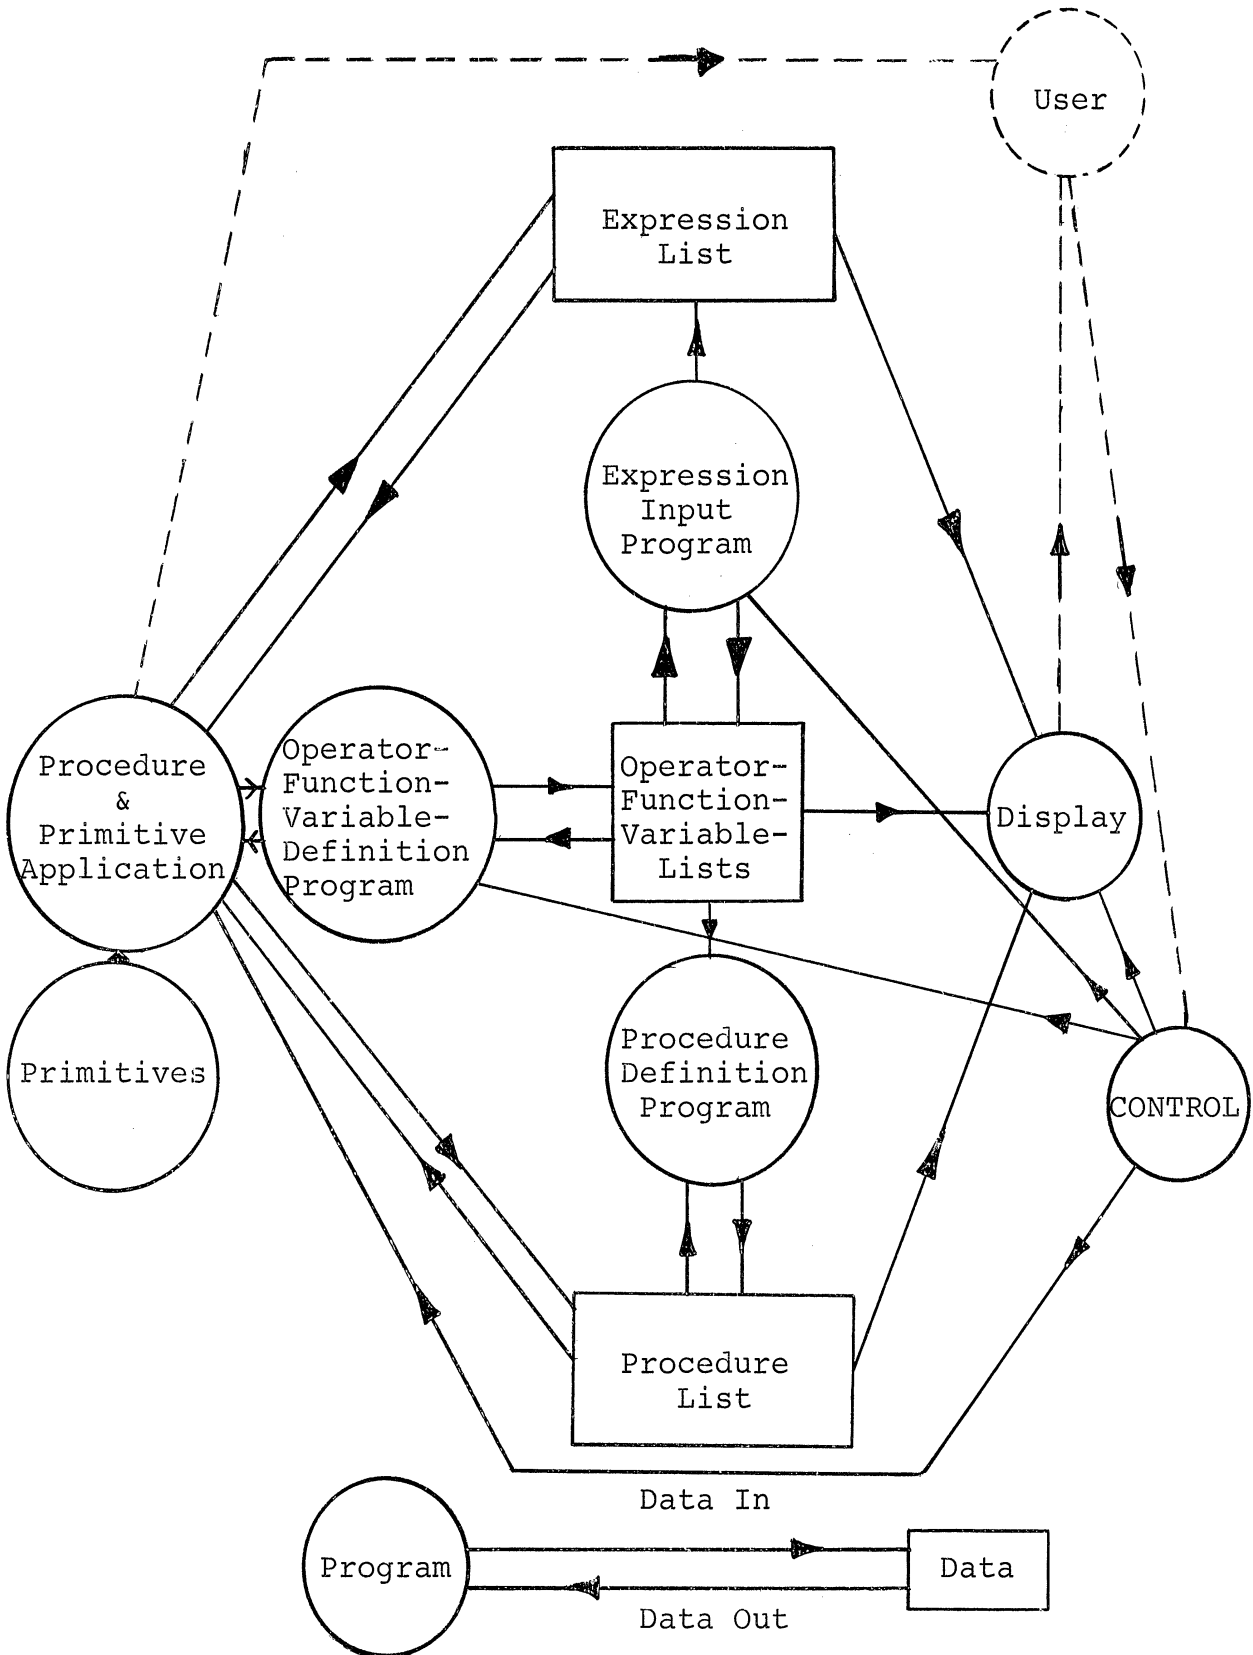 User
Expression
List
Expression
Input
Program
Procedure
&
Primitive
Application
Operator-
Function-
Variable-
Definition
Program
Operator-
Function-
Variable-
Lists
Display
Primitives
Procedure
Definition
Program
CONTROL
Procedure
List
Data In
Program
Data
Data Out